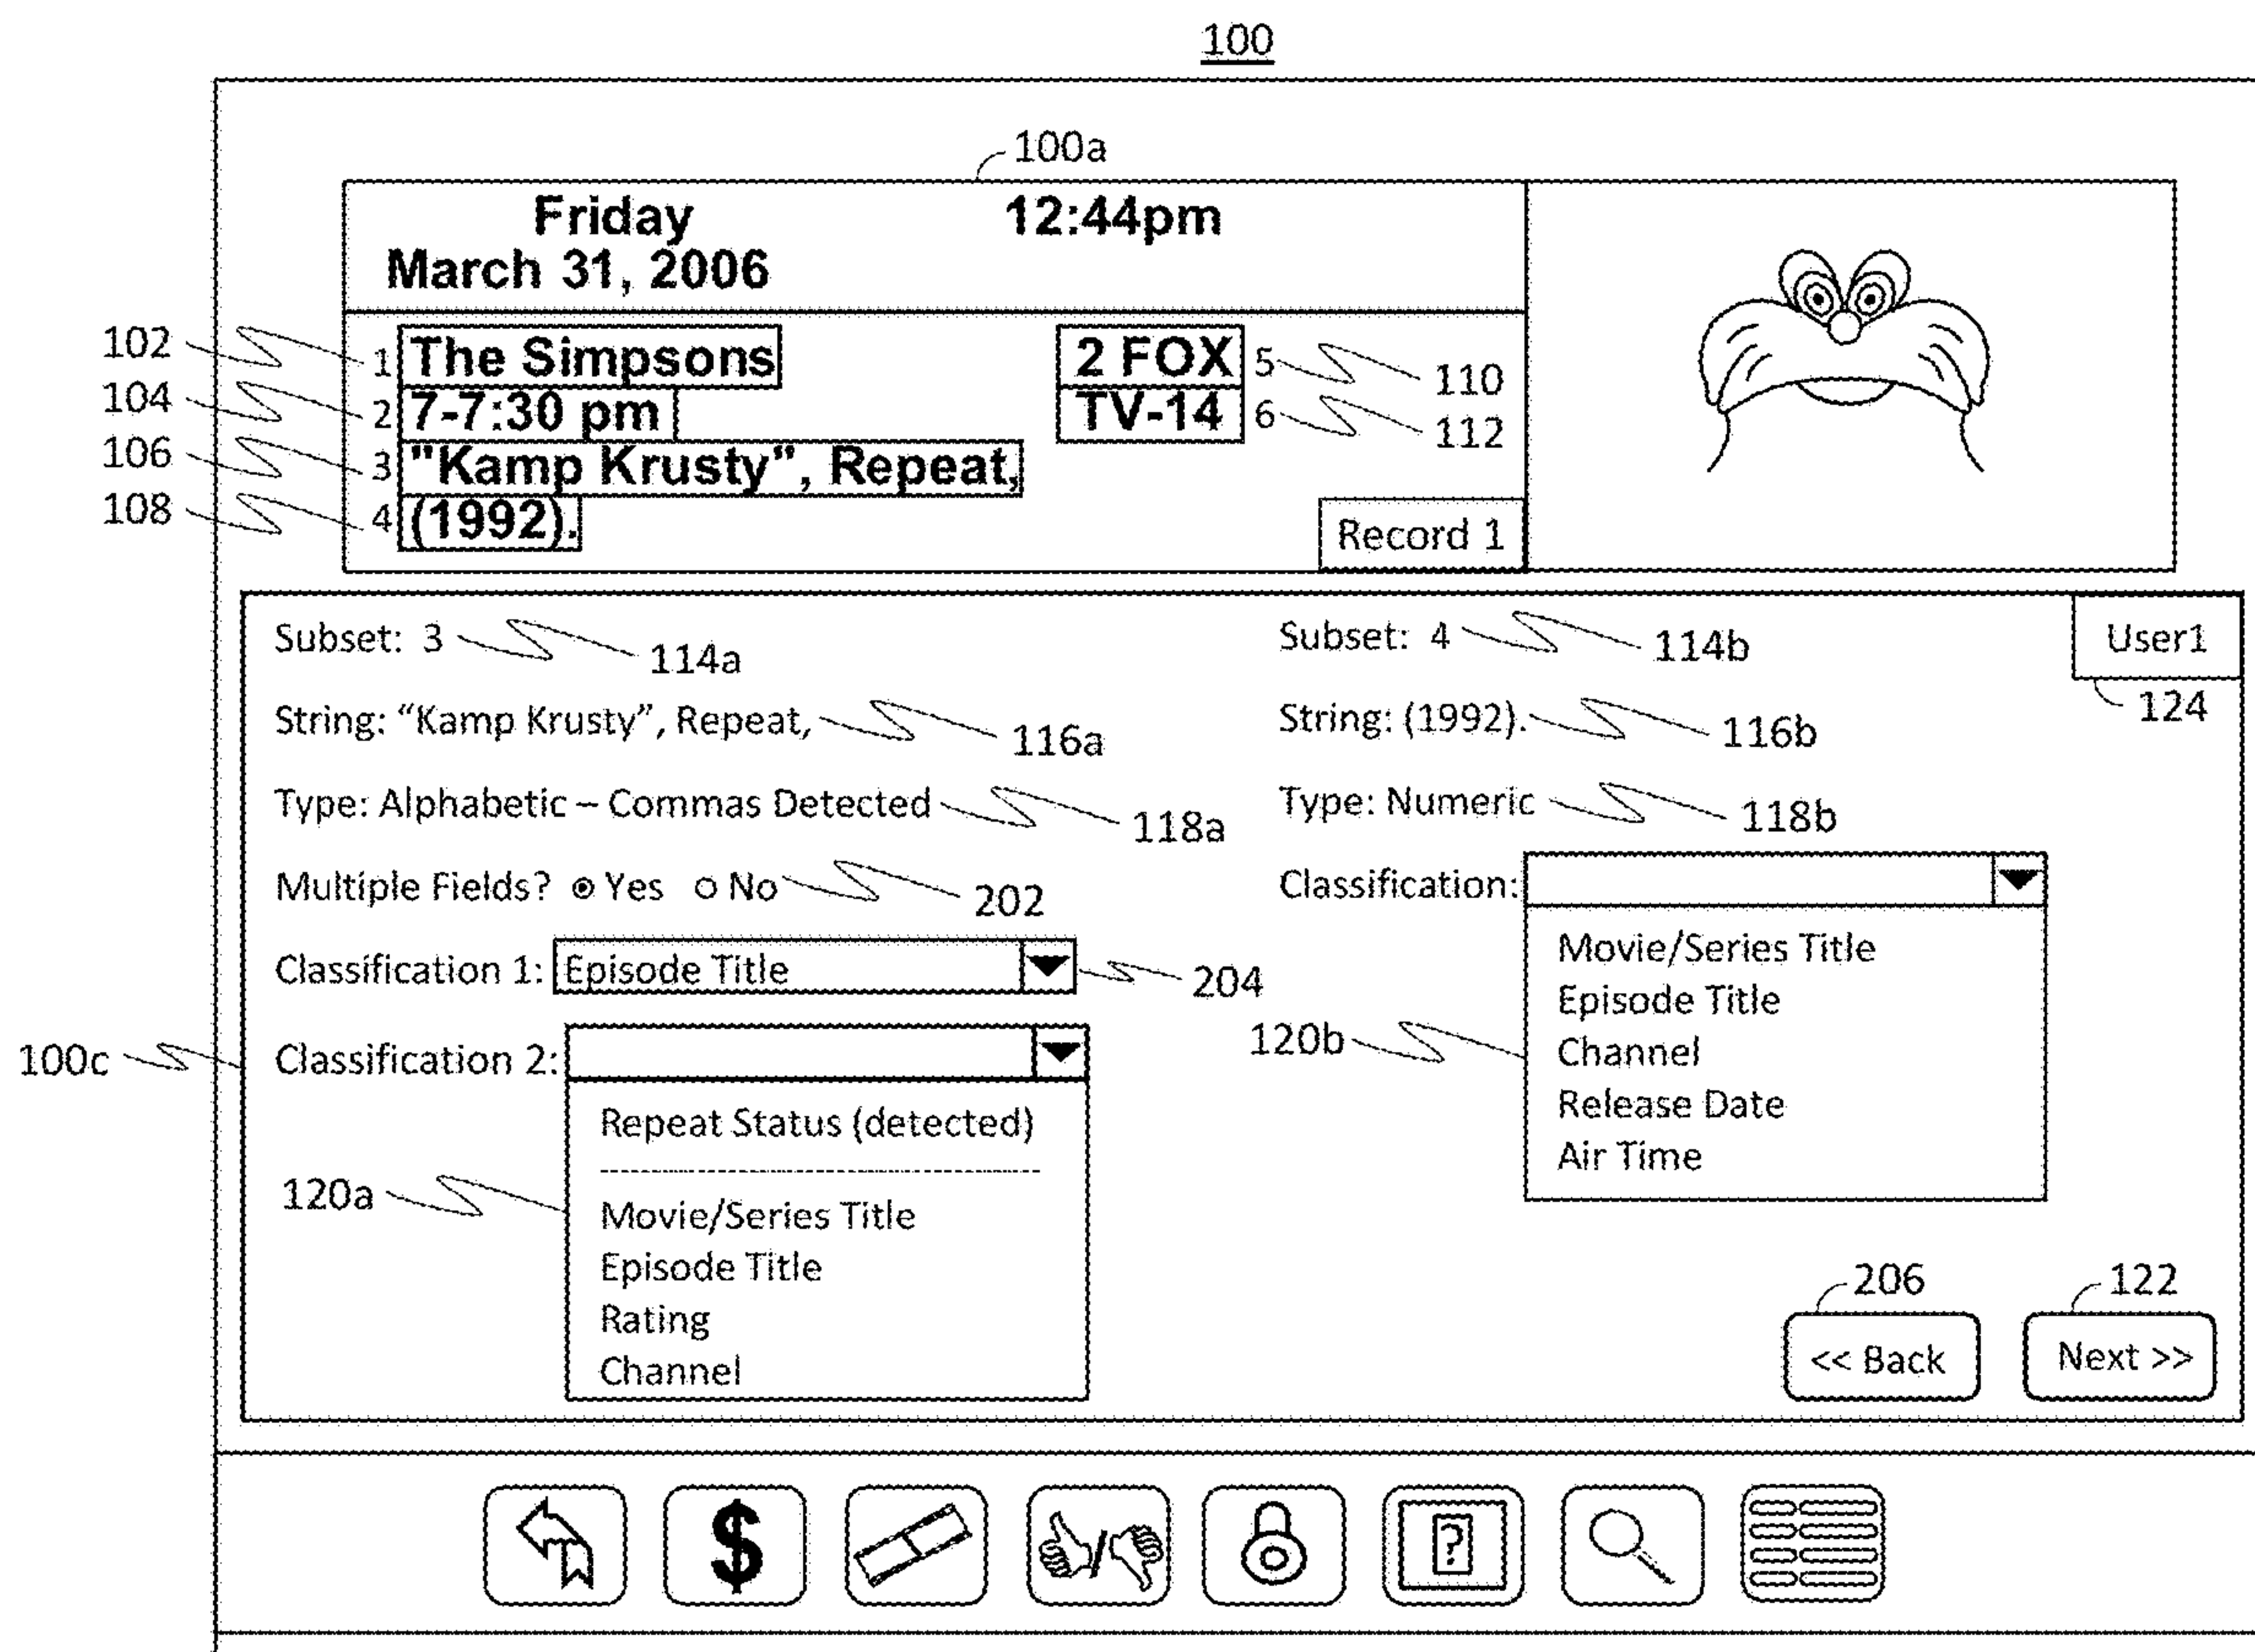 100
100a
Friday 12:44pm
March 31, 2006
102 1 The Simpsons 2 FOX 5 110
104 2 7-7:30 pm TV-14 6 112
106 3 "Kamp Krusty", Repeat,
108 4 (1992).
Record 1
Subset: 3 114a
String: “Kamp Krusty”, Repeat, 116a
Type: Alphabetic – Commas Detected 118a
Multiple Fields? Yes No 202
Classification 1: Episode Title 204
100c Classification 2:
Repeat Status (detected)
--------------------------------
120a
Movie/Series Title
Episode Title
Rating
Channel
Subset: 4 114b
User1
124
String: (1992). 116b
Type: Numeric 118b
Classification:
120b
Movie/Series Title
Episode Title
Channel
Release Date
Air Time
206 122
<< Back Next >>
$
?